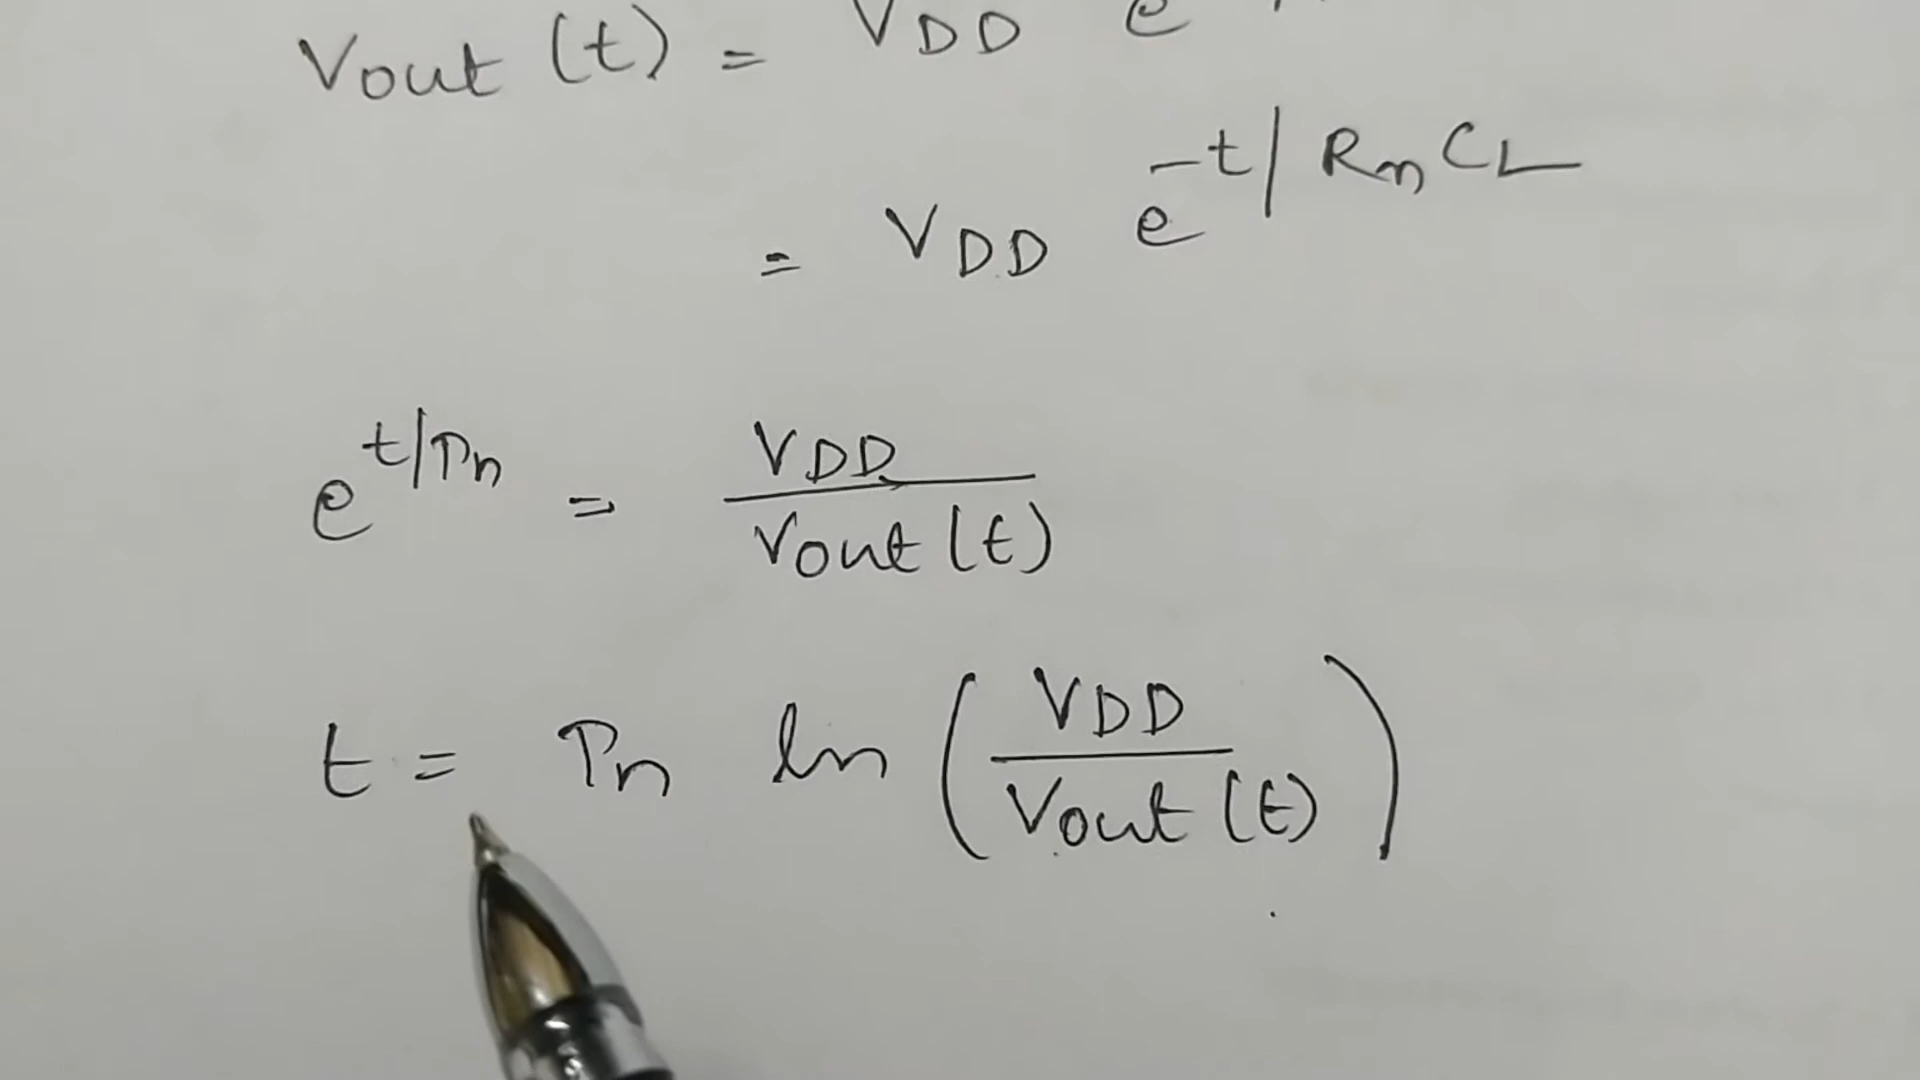 Vout (t) = VDD e
= VDD e^-t/RnCL
e^t/τn = VDD / Vout (t)
t = τn ln (VDD / Vout (t))